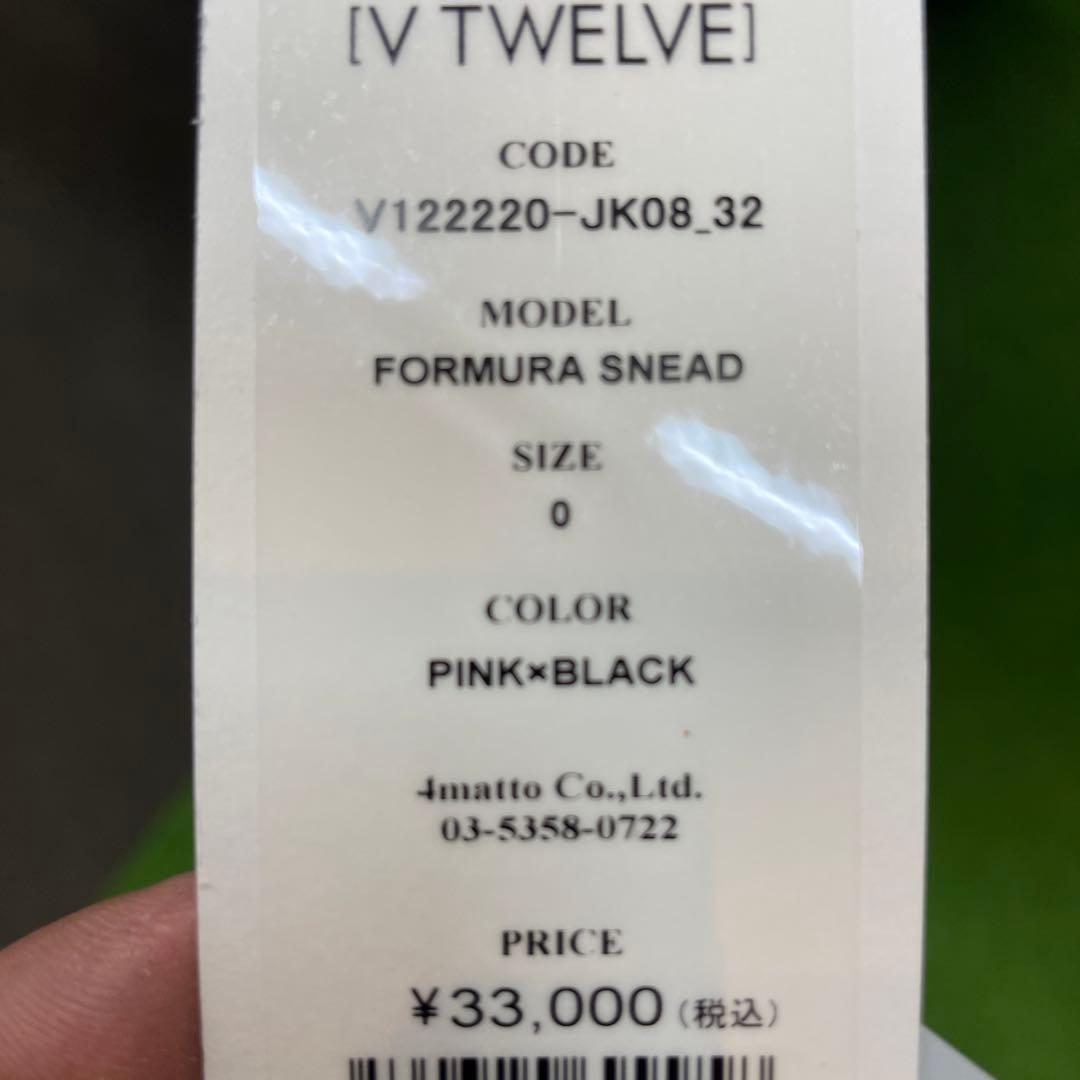 [V TWELVE]
CODE
V122220-JK08_32
MODEL
FORMURA SNEAD
SIZE
0
COLOR
PINK×BLACK
4matto Co.,Ltd.
03-5358-0722
PRICE
¥33,000(税込)